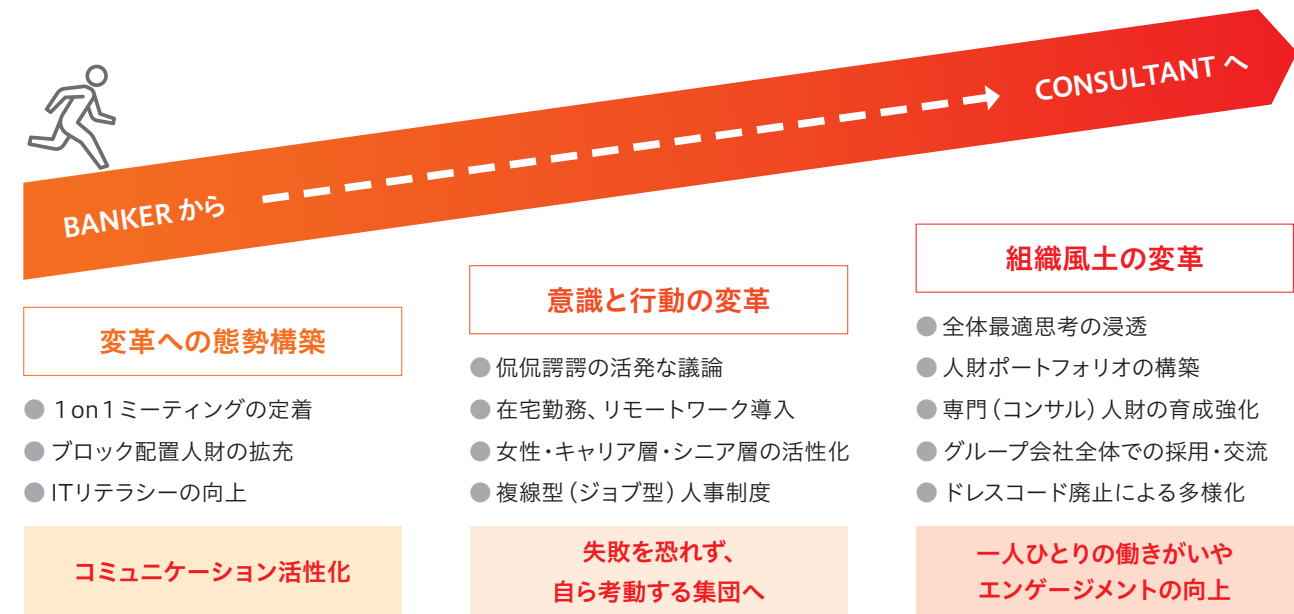 BANKER から
CONSULTANT へ
変革への態勢構築
● 1on1ミーティングの定着
● ブロック配置人財の拡充
● ITリテラシーの向上
コミュニケーション活性化
意識と行動の変革
● 侃侃諤諤の活発な議論
● 在宅勤務、リモートワーク導入
● 女性・キャリア層・シニア層の活性化
● 複線型（ジョブ型）人事制度
失敗を恐れず、
自ら考動する集団へ
組織風土の変革
● 全体最適思考の浸透
● 人財ポートフォリオの構築
● 専門（コンサル）人財の育成強化
● グループ会社全体での採用・交流
● ドレスコード廃止による多様化
一人ひとりの働きがいや
エンゲージメントの向上